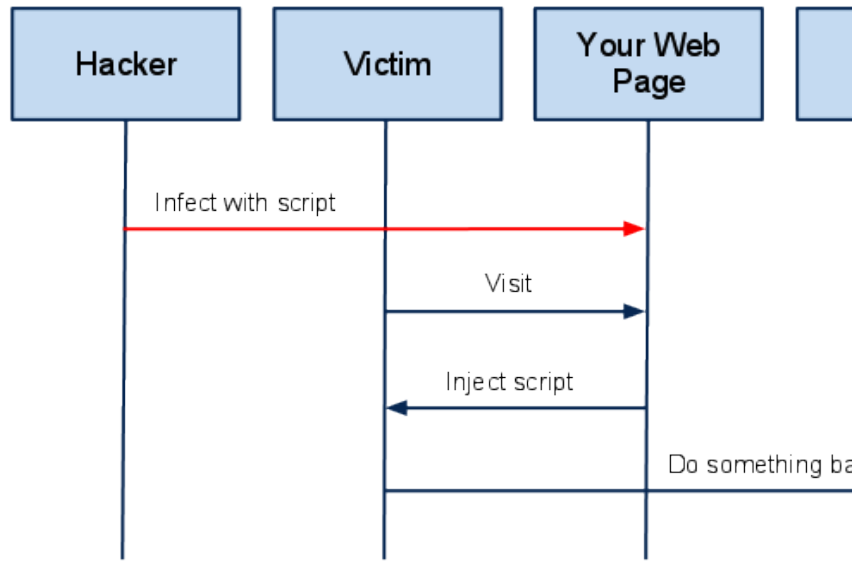 Hacker
Victim
Your Web
Page
Infect with script
Visit
Inject script
Do something